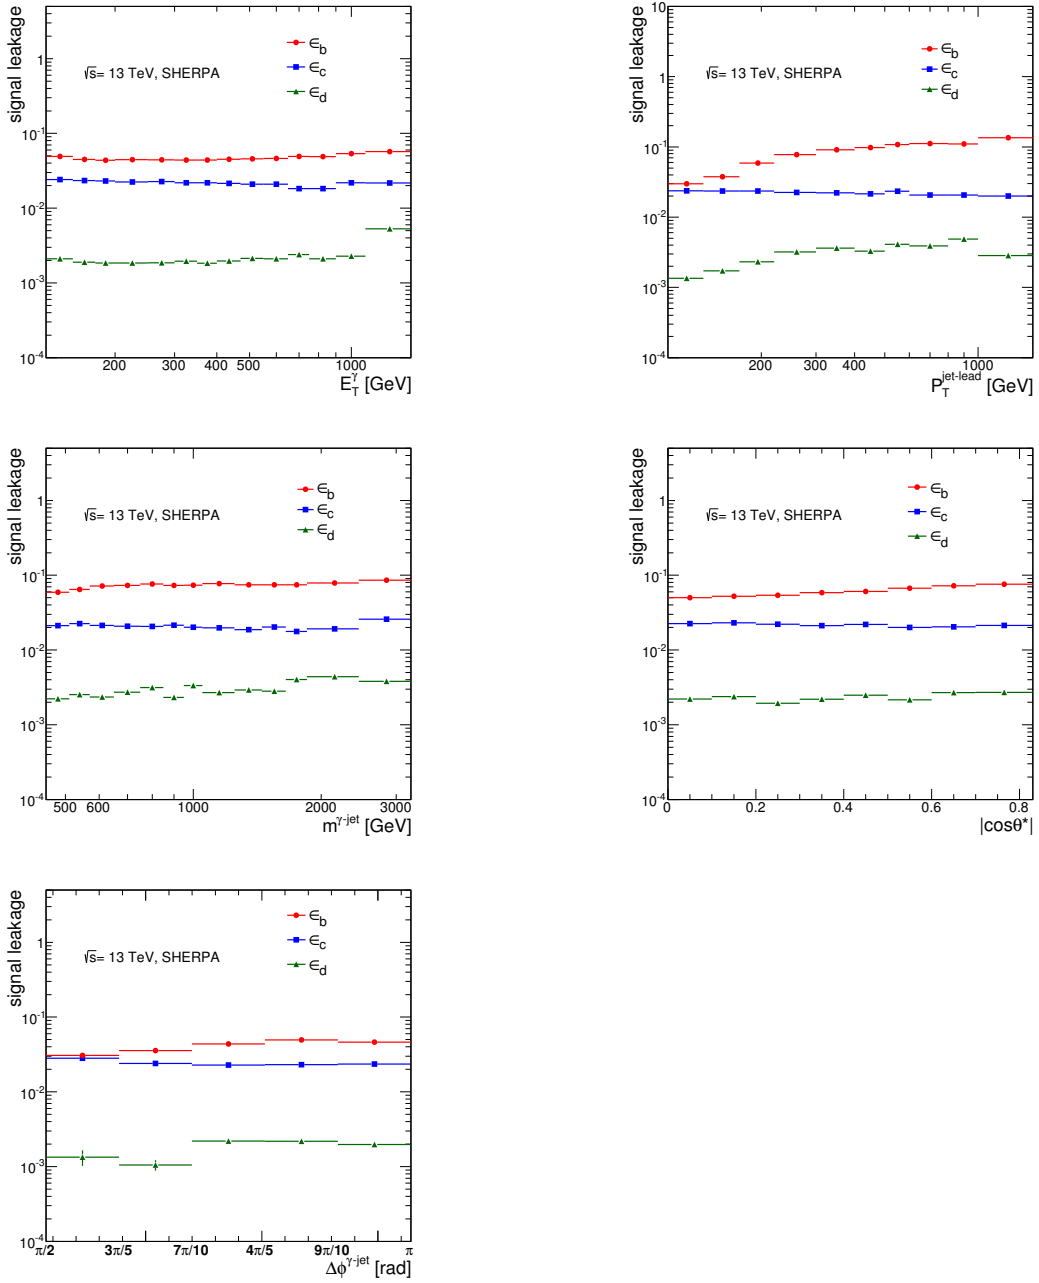 signal leakage
1
10⁻¹
10⁻²
10⁻³
10⁻⁴
√s= 13 TeV, SHERPA
∈b
∈c
∈d
200 300 400 500 1000
E_T^γ [GeV]
signal leakage
10
1
10⁻¹
10⁻²
10⁻³
10⁻⁴
√s= 13 TeV, SHERPA
∈b
∈c
∈d
200 300 400 1000
P_T^jet-lead [GeV]
signal leakage
1
10⁻¹
10⁻²
10⁻³
10⁻⁴
√s= 13 TeV, SHERPA
∈b
∈c
∈d
500 600 1000 2000 3000
m^γ-jet [GeV]
signal leakage
1
10⁻¹
10⁻²
10⁻³
10⁻⁴
√s= 13 TeV, SHERPA
∈b
∈c
∈d
0 0.2 0.4 0.6 0.8
|cosθ*|
signal leakage
1
10⁻¹
10⁻²
10⁻³
10⁻⁴
√s= 13 TeV, SHERPA
∈b
∈c
∈d
π/2 3π/5 7π/10 4π/5 9π/10 π
Δϕ^γ-jet [rad]